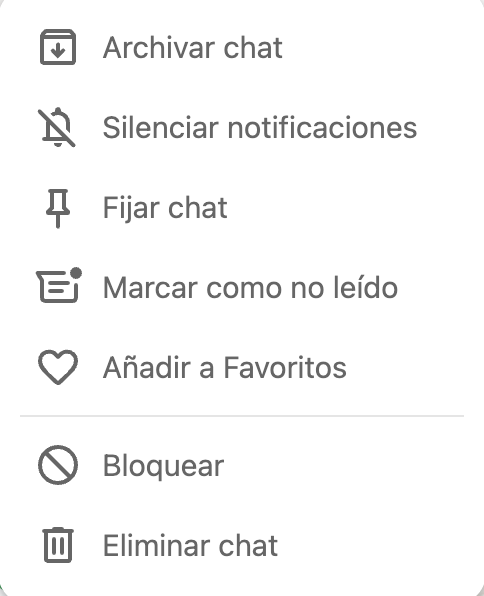 Archivar chat
Silenciar notificaciones
Fijar chat
Marcar como no leído
Añadir a Favoritos
Bloquear
Eliminar chat